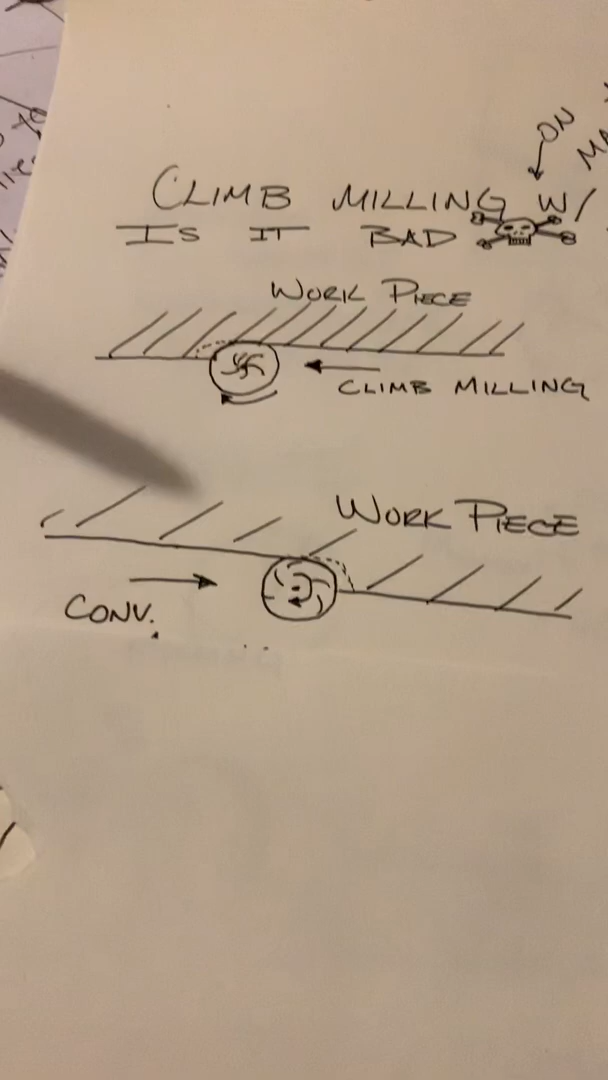 ON
CLIMB MILLING W/
IS IT BAD
WORK PIECE
CLIMB MILLING
WORK PIECE
CONV.